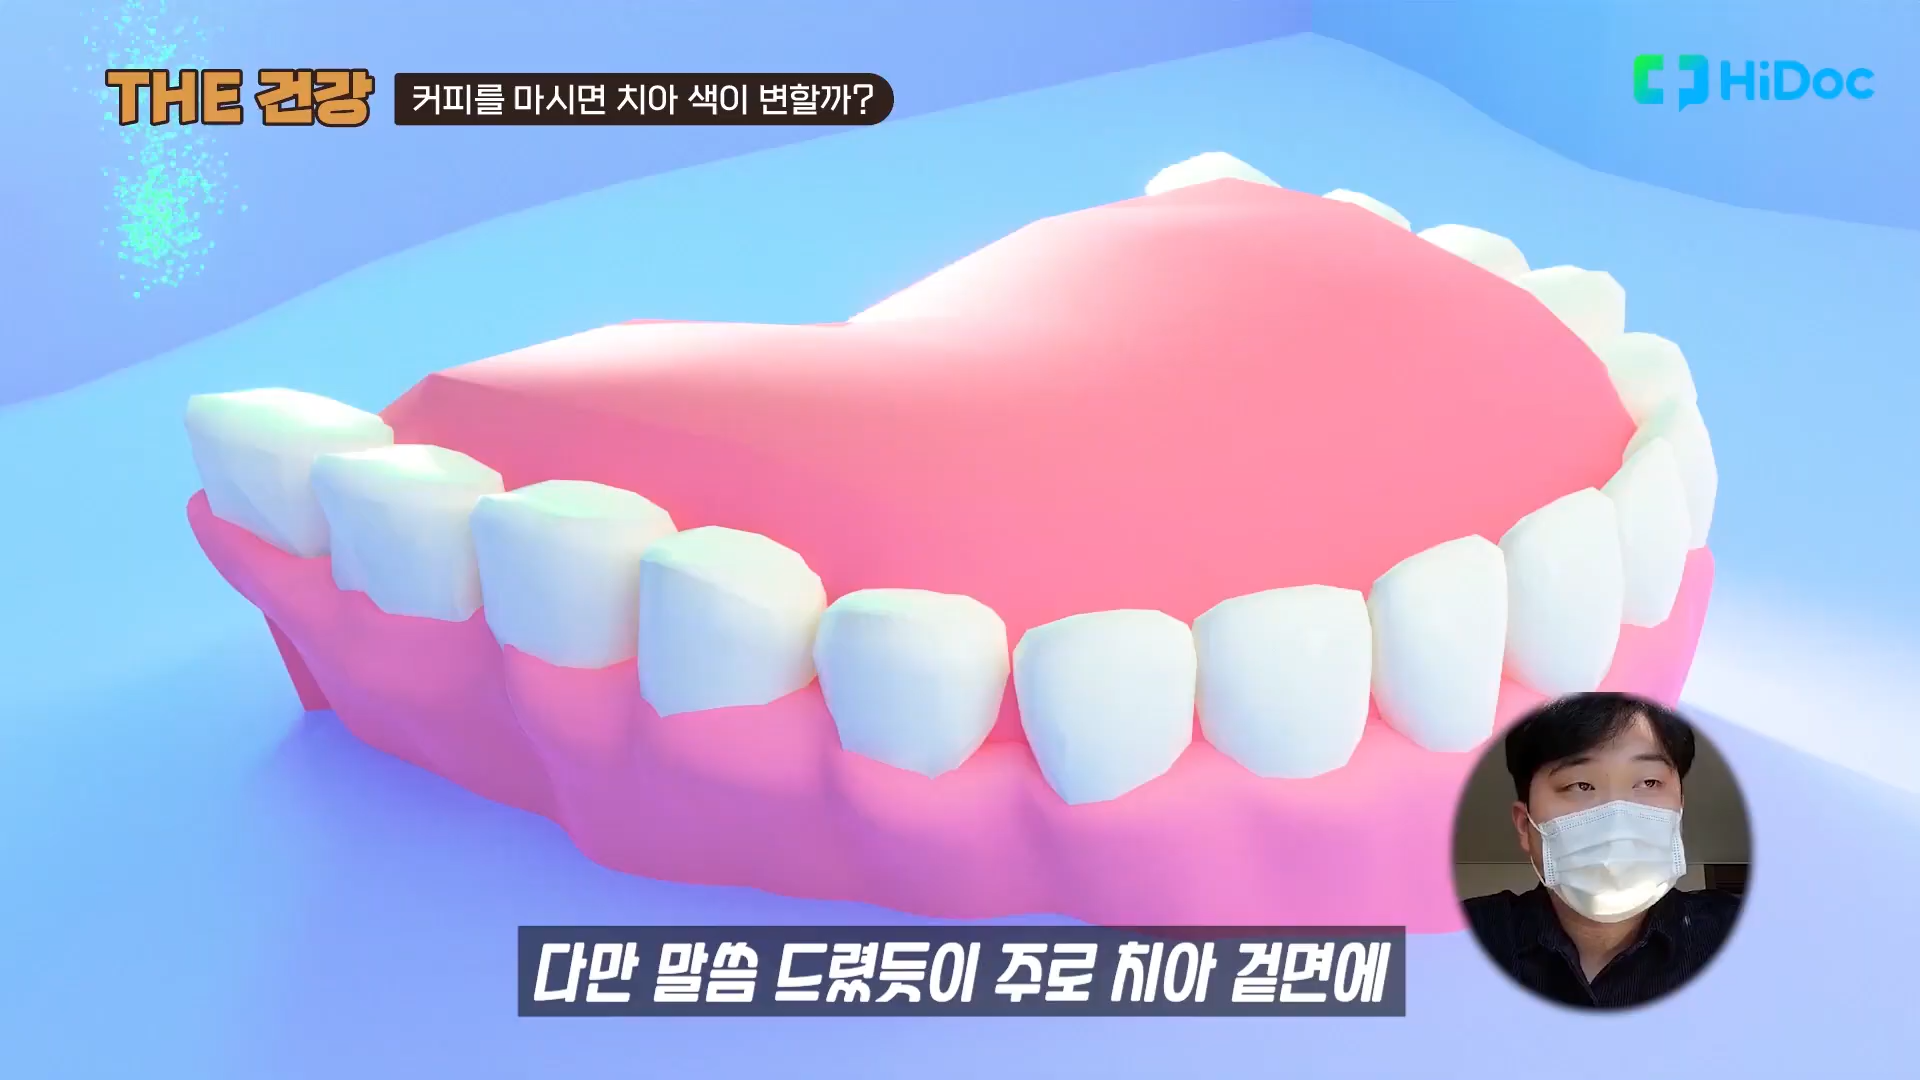 THE 건강
커피를 마시면 치아 색이 변할까?
HiDoc
다만 말씀 드렸듯이 주로 치아 겉면에